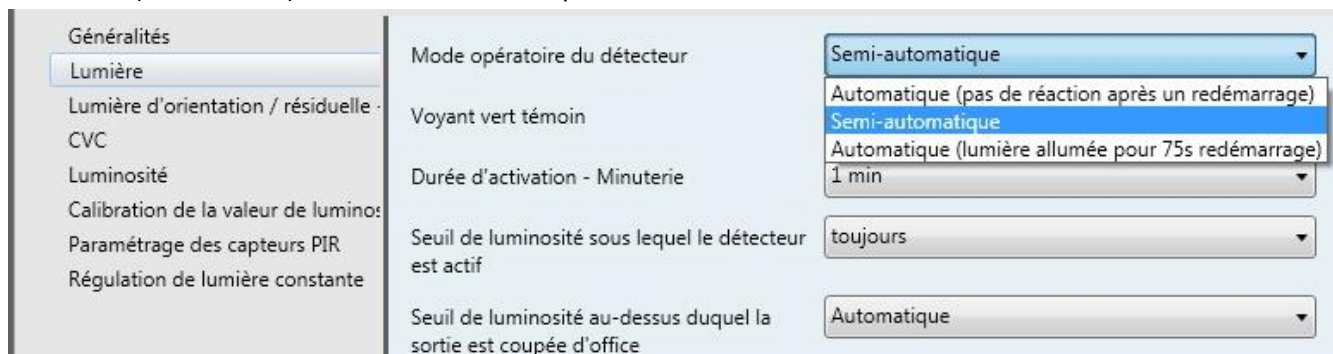 Généralités
Lumière
Lumière d'orientation / résiduelle -
CVC
Luminosité
Calibration de la valeur de luminos
Paramétrage des capteurs PIR
Régulation de lumière constante
Mode opératoire du détecteur
Semi-automatique
Automatique (pas de réaction après un redémarrage)
Semi-automatique
Automatique (lumière allumée pour 75s redémarrage)
Voyant vert témoin
Durée d'activation - Minuterie
1 min
Seuil de luminosité sous lequel le détecteur
est actif
toujours
Seuil de luminosité au-dessus duquel la
sortie est coupée d'office
Automatique